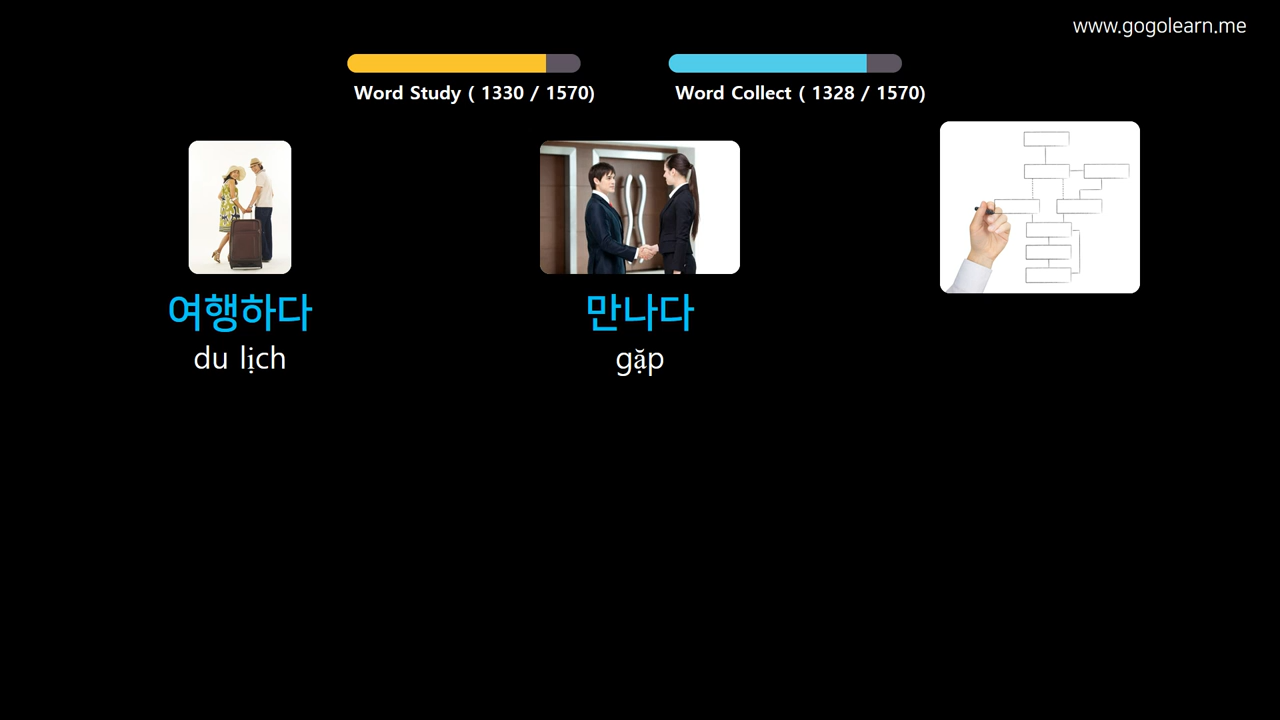 www.gogolearn.me
Word Study ( 1330 / 1570)
Word Collect ( 1328 / 1570)
여행하다
du lịch
만나다
gặp